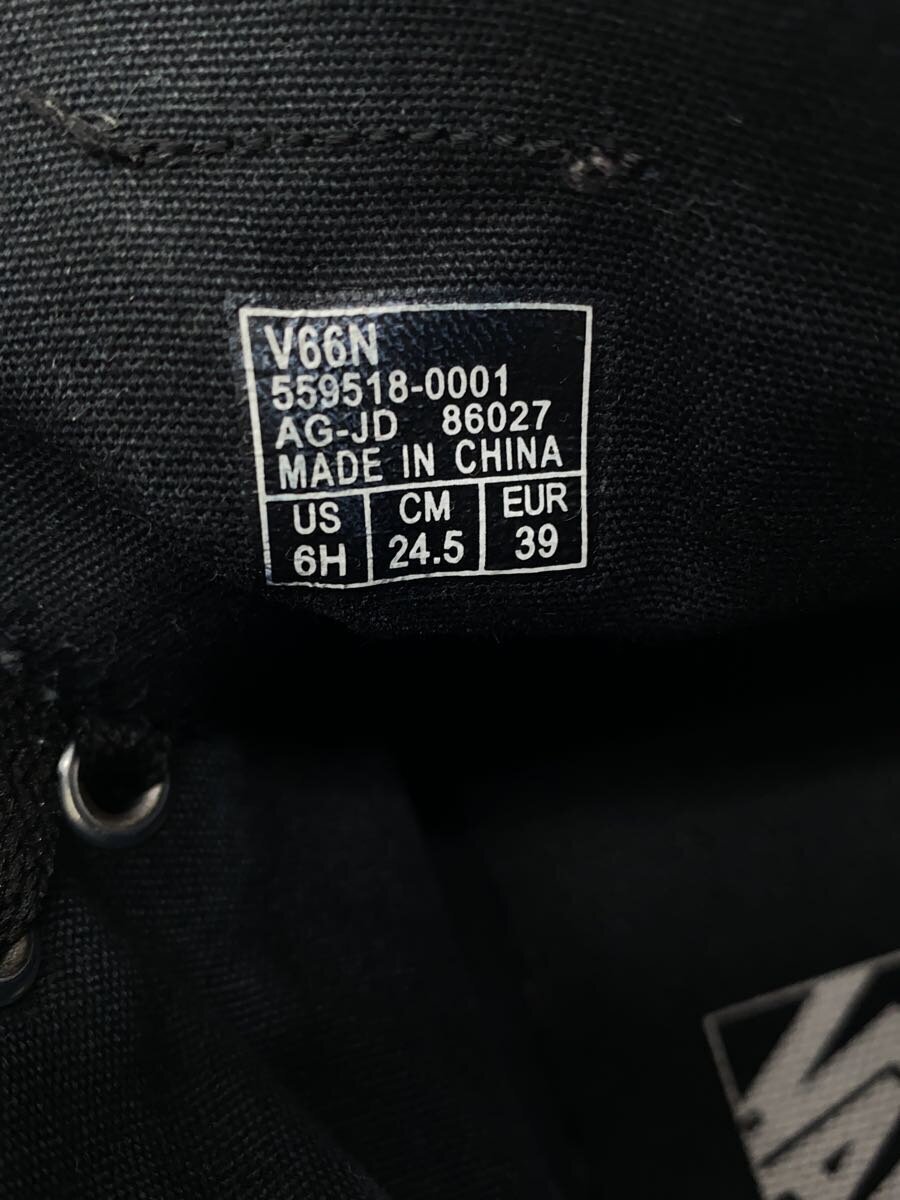 V66N
559518-0001
AG-JD 86027
MADE IN CHINA
US CM EUR
6H 24.5 39